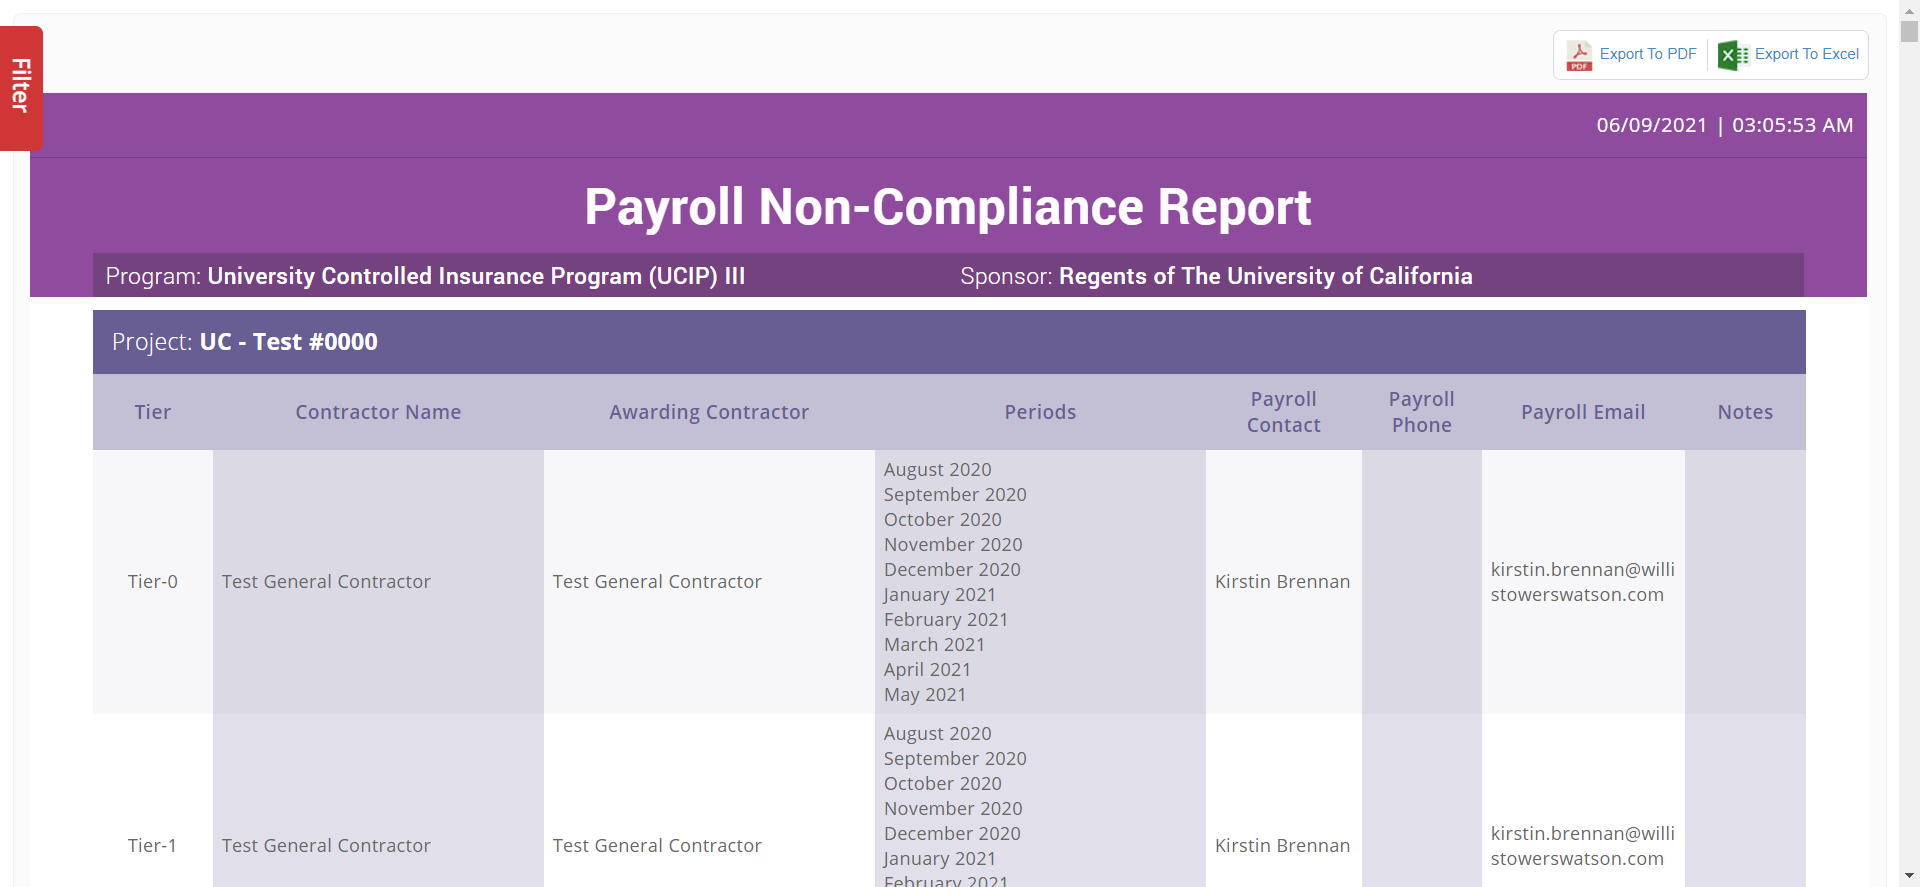 Filter
PDF
Export To PDF
Export To Excel
06/09/2021 | 03:05:53 AM
Payroll Non-Compliance Report
Program: University Controlled Insurance Program (UCIP) III
Sponsor: Regents of The University of California
Project: UC - Test #0000
Tier
Contractor Name
Awarding Contractor
Periods
Payroll
Contact
Payroll
Phone
Payroll Email
Notes
Tier-0
Test General Contractor
Test General Contractor
August 2020
September 2020
October 2020
November 2020
December 2020
January 2021
February 2021
March 2021
April 2021
May 2021
Kirstin Brennan
kirstin.brennan@willi
stowerswatson.com
Tier-1
Test General Contractor
Test General Contractor
August 2020
September 2020
October 2020
November 2020
December 2020
January 2021
February 2021
Kirstin Brennan
kirstin.brennan@willi
stowerswatson.com